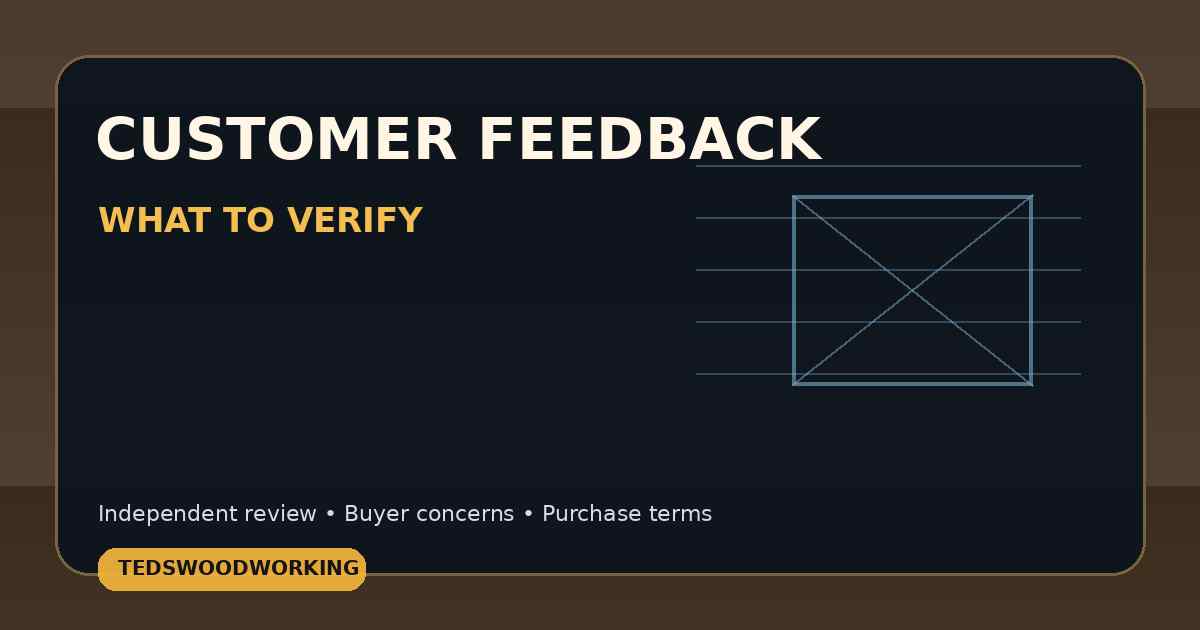 CUSTOMER FEEDBACK
WHAT TO VERIFY
Independent review • Buyer concerns • Purchase terms
TEDSWOODWORKING